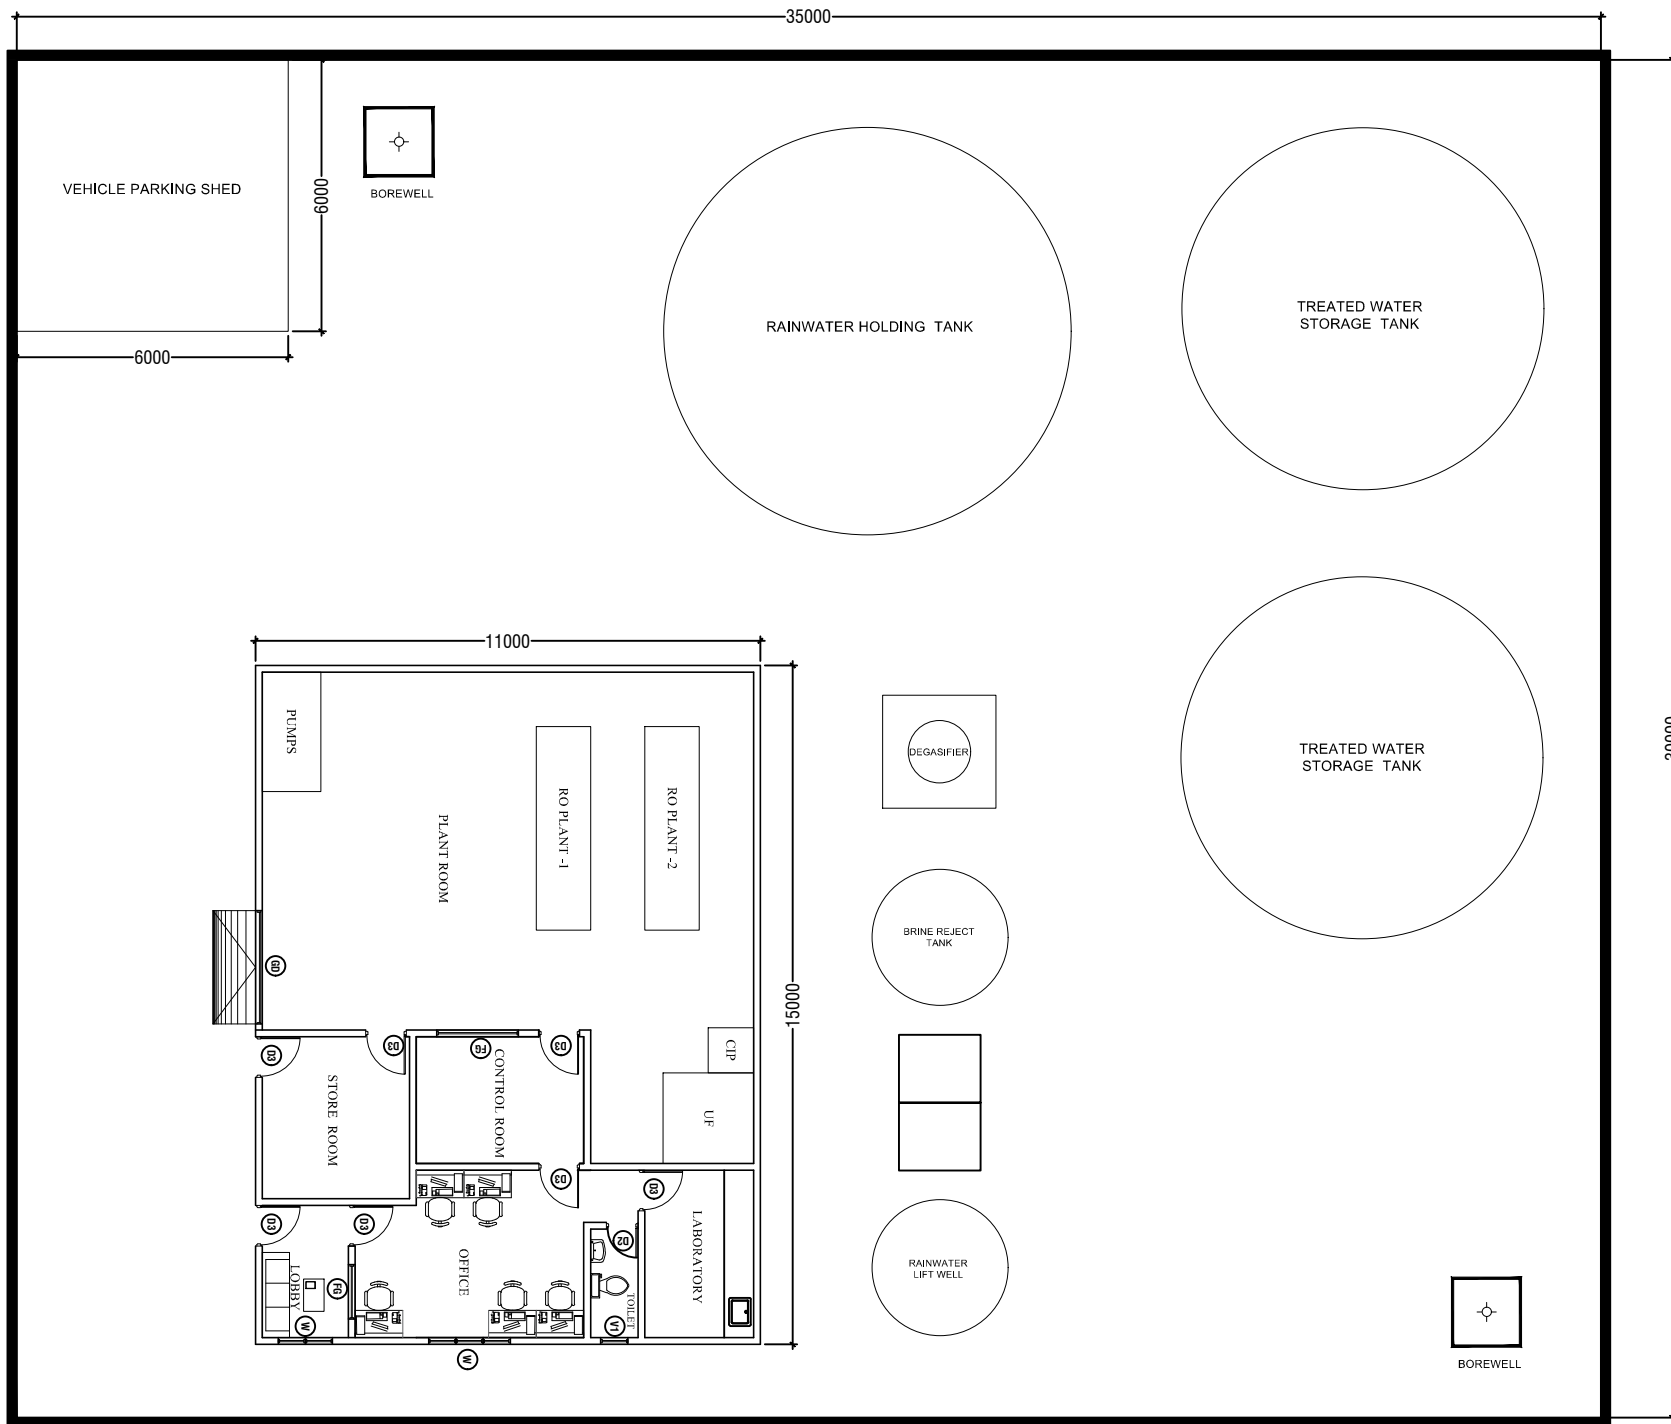 35000
VEHICLE PARKING SHED
6000
6000
BOREWELL
RAINWATER HOLDING TANK
TREATED WATER
STORAGE TANK
TREATED WATER
STORAGE TANK
11000
15000
PUMPS
PLANT ROOM
RO PLANT -1
RO PLANT -2
DEGASIFIER
BRINE REJECT
TANK
GD
D3
D3
FG
D3
CIP
UF
STORE ROOM
CONTROL ROOM
D3
D3
D3
D3
D2
LABORATORY
OFFICE
LOBBY
FG
TOILET
W
V1
W
RAINWATER
LIFT WELL
BOREWELL